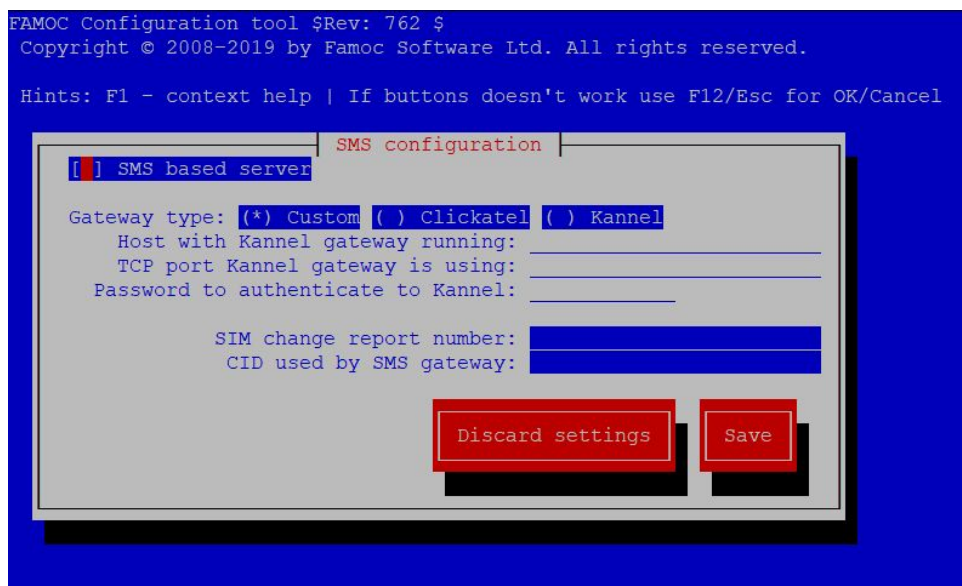 FAMOC Configuration tool $Rev: 762 $
Copyright © 2008-2019 by Famoc Software Ltd. All rights reserved.
Hints: F1 - context help | If buttons doesn't work use F12/Esc for OK/Cancel
SMS configuration
[ ] SMS based server
Gateway type: (*) Custom ( ) Clickatel ( ) Kannel
Host with Kannel gateway running:
TCP port Kannel gateway is using:
Password to authenticate to Kannel:
SIM change report number:
CID used by SMS gateway:
Discard settings Save